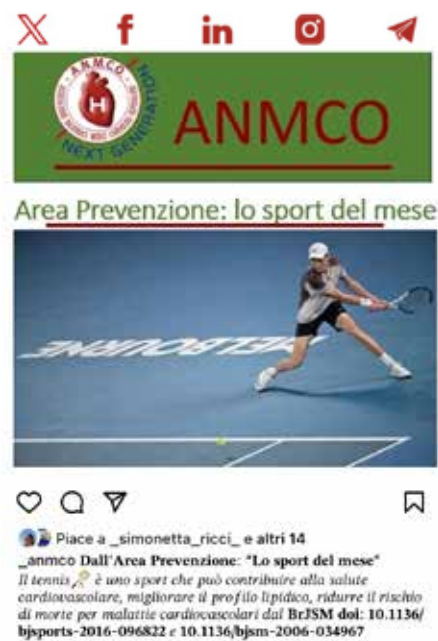 ANMCO
H
NEXT GENERATION
ANMCO
Area Prevenzione: lo sport del mese
MELBOURNE
Piace a _simonetta_ricci_ e altri 14
_anmco Dall'Area Prevenzione: "Lo sport del mese"
Il tennis è uno sport che può contribuire alla salute
cardiovascolare, migliorare il profilo lipidico, ridurre il rischio
di morte per malattie cardiovascolari dal BrJSM doi: 10.1136/
bjsports-2016-096822 e 10.1136/bjsm-2006-034967